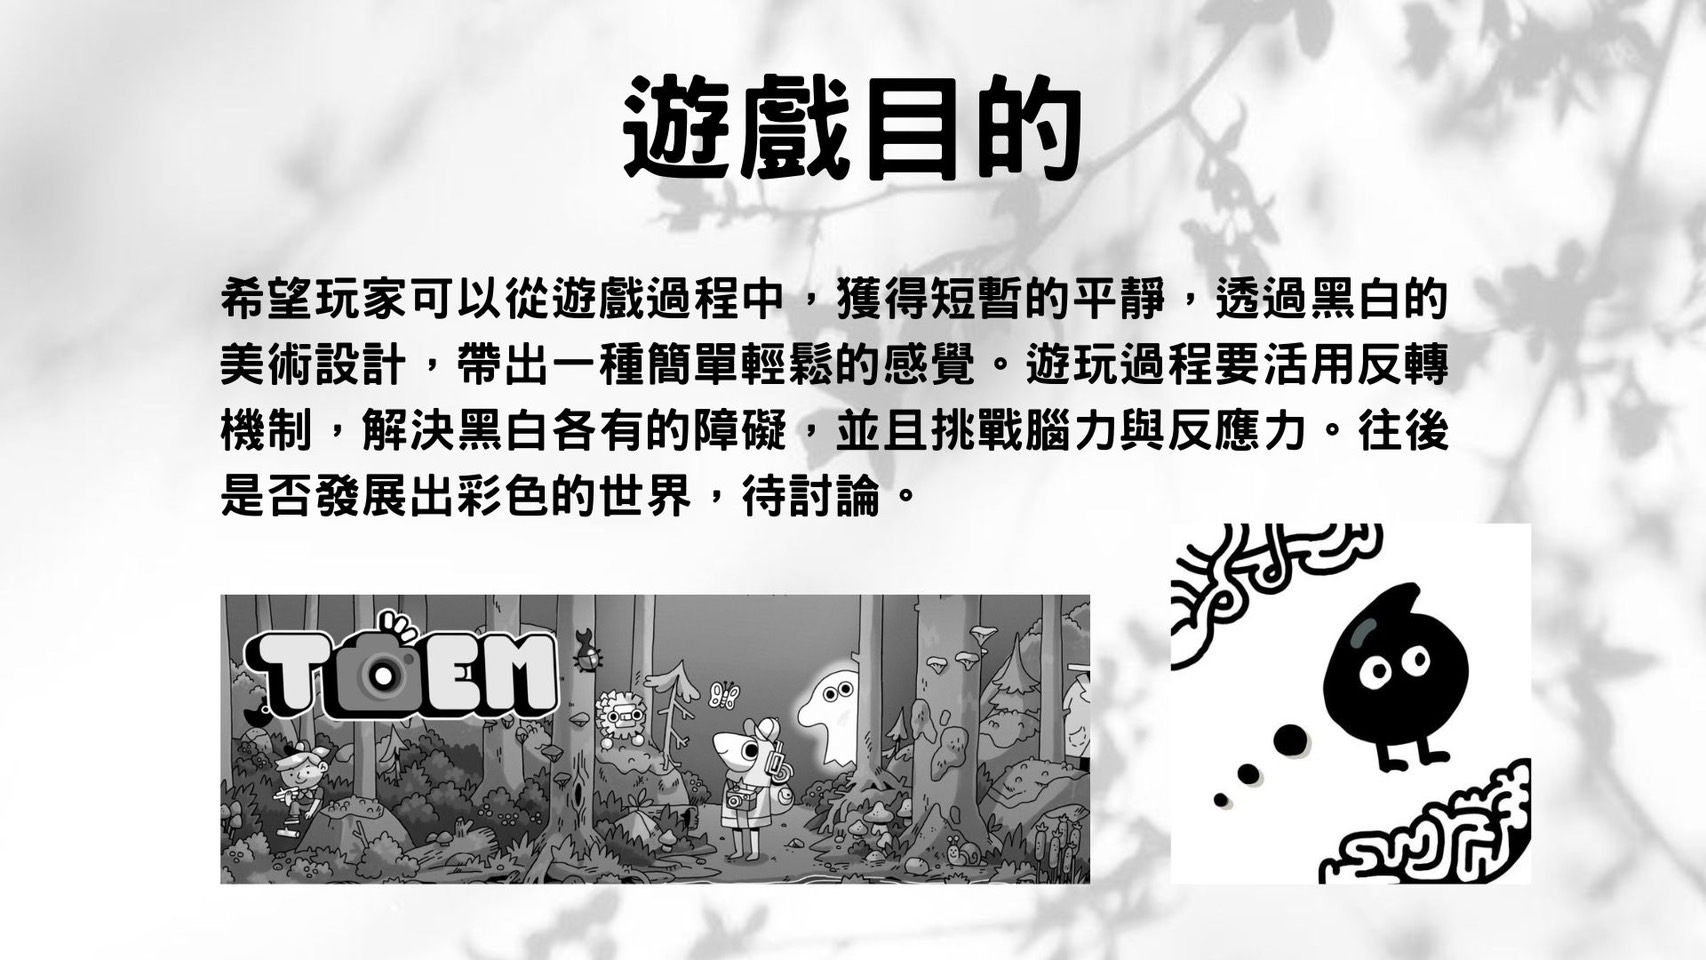 遊戲目的
希望玩家可以從遊戲過程中，獲得短暫的平靜，透過黑白的
美術設計，帶出一種簡單輕鬆的感覺。遊玩過程要活用反轉
機制，解決黑白各有的障礙，並且挑戰腦力與反應力。往後
是否發展出彩色的世界，待討論。
TOEM